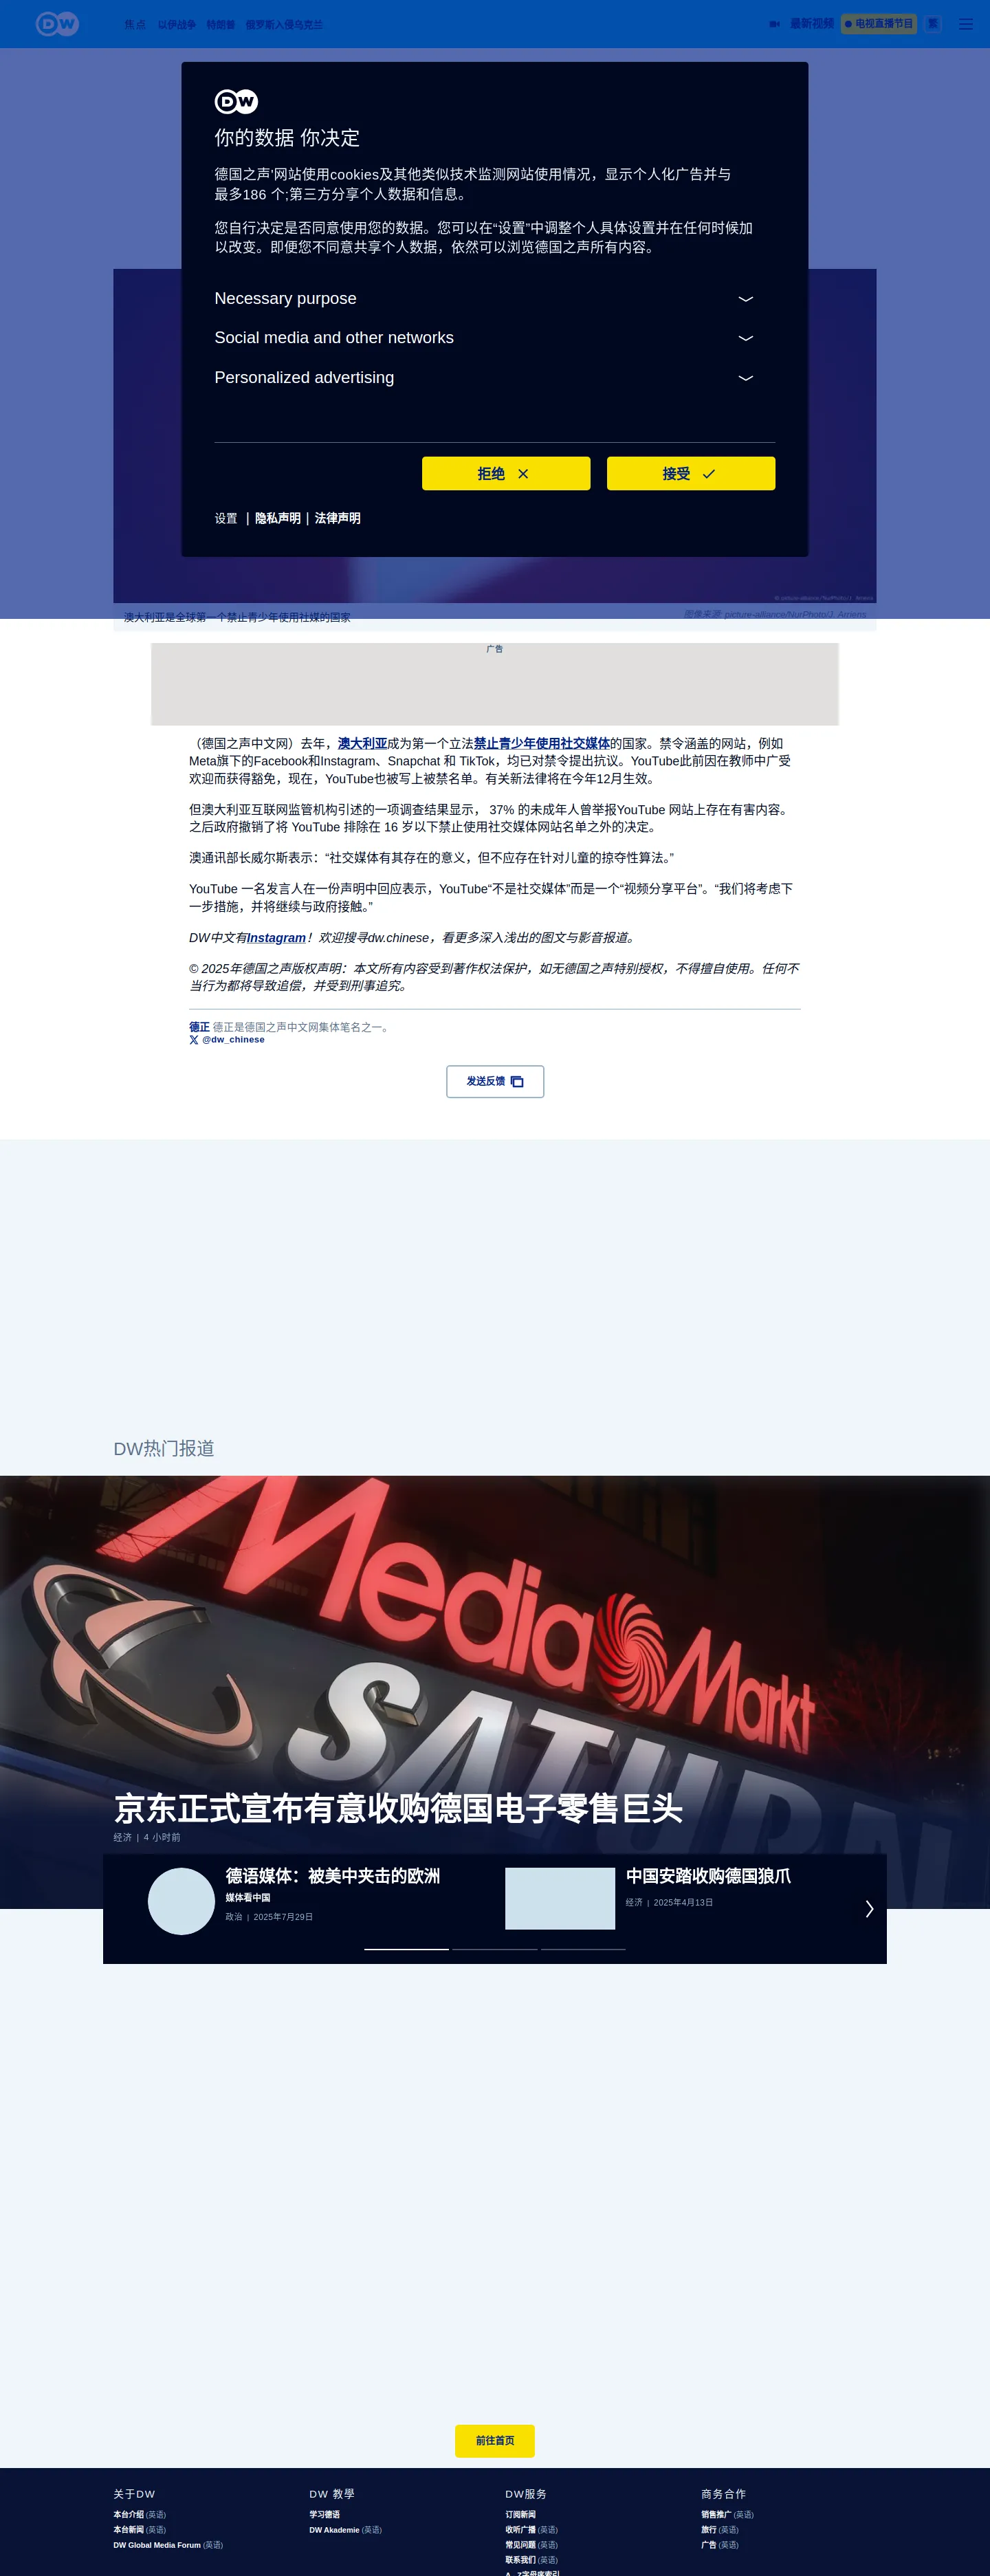 DW
焦点 以伊战争 特朗普 俄罗斯入侵乌克兰
最新视频 电视直播节目 繁
DW
你的数据 你决定
德国之声'网站使用cookies及其他类似技术监测网站使用情况，显示个人化广告并与
最多186 个;第三方分享个人数据和信息。
您自行决定是否同意使用您的数据。您可以在“设置”中调整个人具体设置并在任何时候加
以改变。即便您不同意共享个人数据，依然可以浏览德国之声所有内容。
Necessary purpose
Social media and other networks
Personalized advertising
拒绝 接受
设置 | 隐私声明 | 法律声明
© picture-alliance/NurPhoto/J. Arriens
澳大利亚是全球第一个禁止青少年使用社媒的国家
图像来源: picture-alliance/NurPhoto/J. Arriens
广告
（德国之声中文网）去年，澳大利亚成为第一个立法禁止青少年使用社交媒体的国家。禁令涵盖的网站，例如
Meta旗下的Facebook和Instagram、Snapchat 和 TikTok，均已对禁令提出抗议。YouTube此前因在教师中广受
欢迎而获得豁免，现在，YouTube也被写上被禁名单。有关新法律将在今年12月生效。
但澳大利亚互联网监管机构引述的一项调查结果显示， 37% 的未成年人曾举报YouTube 网站上存在有害内容。
之后政府撤销了将 YouTube 排除在 16 岁以下禁止使用社交媒体网站名单之外的决定。
澳通讯部长威尔斯表示：“社交媒体有其存在的意义，但不应存在针对儿童的掠夺性算法。”
YouTube 一名发言人在一份声明中回应表示，YouTube“不是社交媒体”而是一个“视频分享平台”。“我们将考虑下
一步措施，并将继续与政府接触。”
DW中文有Instagram！欢迎搜寻dw.chinese，看更多深入浅出的图文与影音报道。
© 2025年德国之声版权声明：本文所有内容受到著作权法保护，如无德国之声特别授权，不得擅自使用。任何不
当行为都将导致追偿，并受到刑事追究。
德正 德正是德国之声中文网集体笔名之一。
@dw_chinese
发送反馈
DW热门报道
Media Markt
SATURN
京东正式宣布有意收购德国电子零售巨头
经济 | 4 小时前
德语媒体：被美中夹击的欧洲
媒体看中国
政治 | 2025年7月29日
中国安踏收购德国狼爪
经济 | 2025年4月13日
前往首页
关于DW
本台介绍 (英语)
本台新闻 (英语)
DW Global Media Forum (英语)
DW 教學
学习德语
DW Akademie (英语)
DW服务
订阅新闻
收听广播 (英语)
常见问题 (英语)
联系我们 (英语)
A - Z字母序索引
商务合作
销售推广 (英语)
旅行 (英语)
广告 (英语)